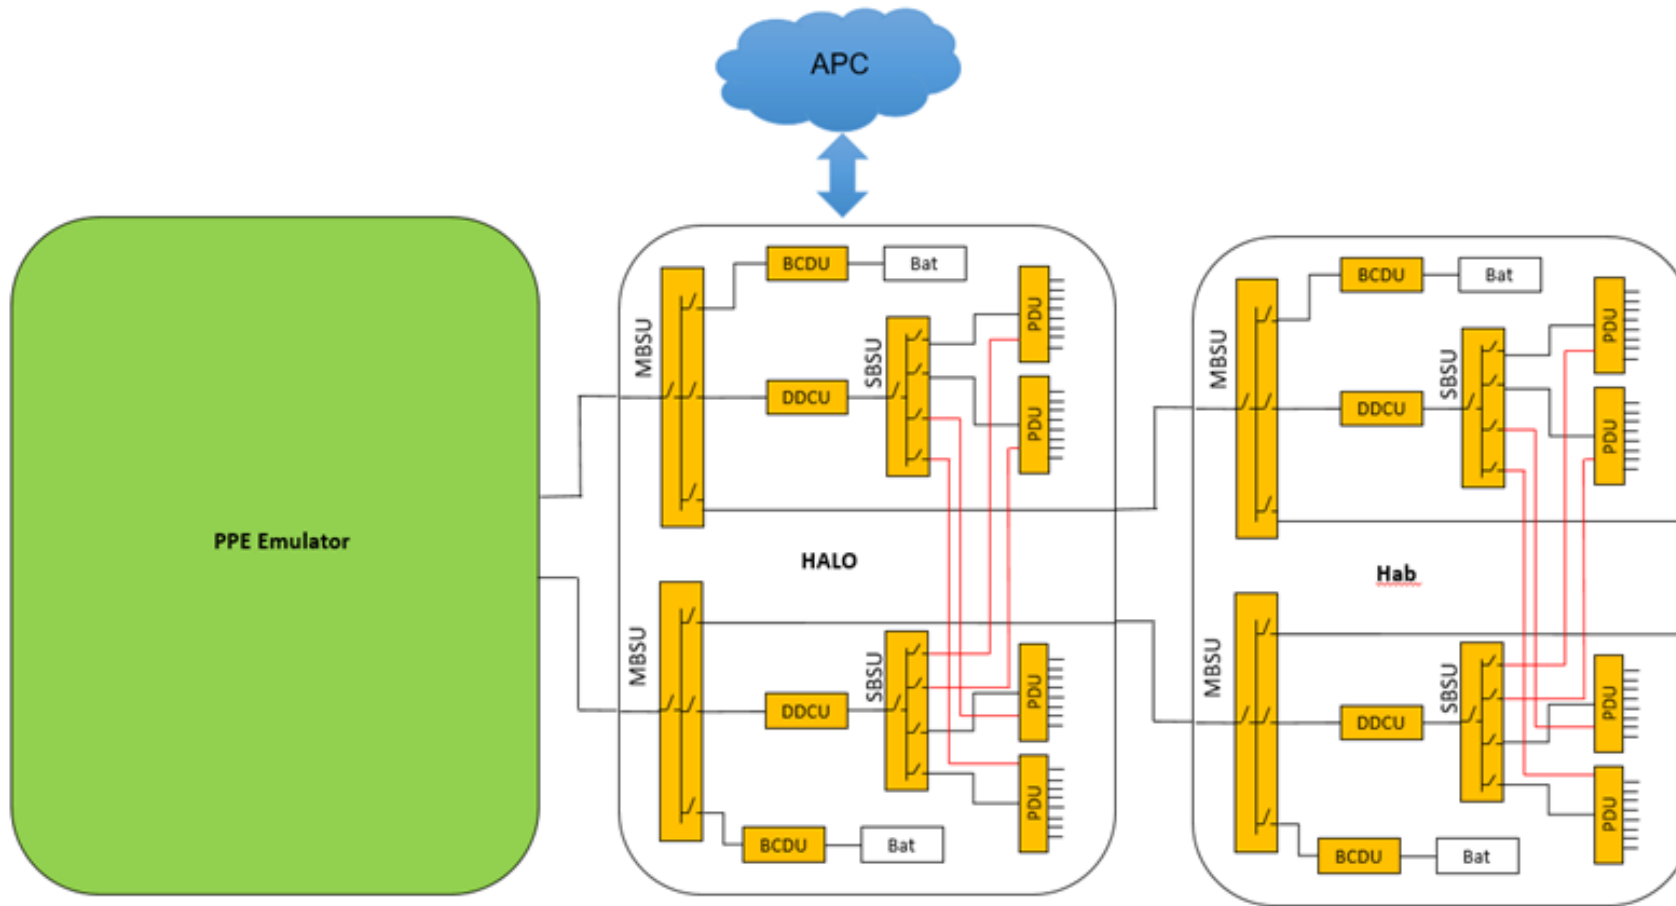 APC
PPE Emulator
MBSU
BCDU
Bat
DDCU
SBSU
PDU
PDU
HALO
MBSU
DDCU
SBSU
PDU
PDU
BCDU
Bat
MBSU
BCDU
Bat
DDCU
SBSU
PDU
PDU
Hab
MBSU
DDCU
SBSU
PDU
PDU
BCDU
Bat